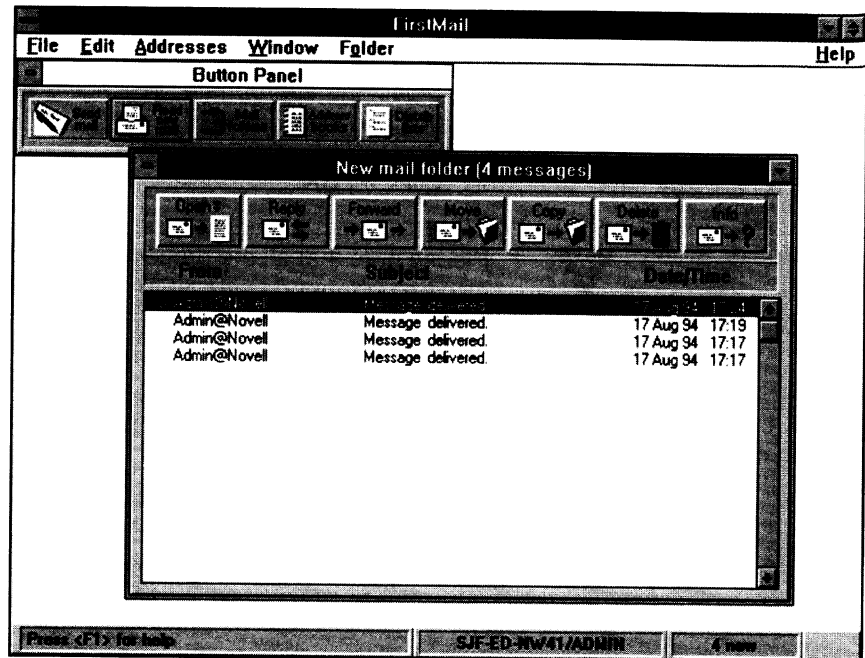 FirstMail
File Edit Addresses Window Folder Help
Button Panel
New mail folder (4 messages)
Open Reply Forward Move Copy Delete Info
From Subject Date/Time
Admin@Novell Message delivered. 17 Aug 94 17:19
Admin@Novell Message delivered. 17 Aug 94 17:17
Admin@Novell Message delivered. 17 Aug 94 17:17
Press <F1> for help SJF-ED-NW41/ADMIN 4 new